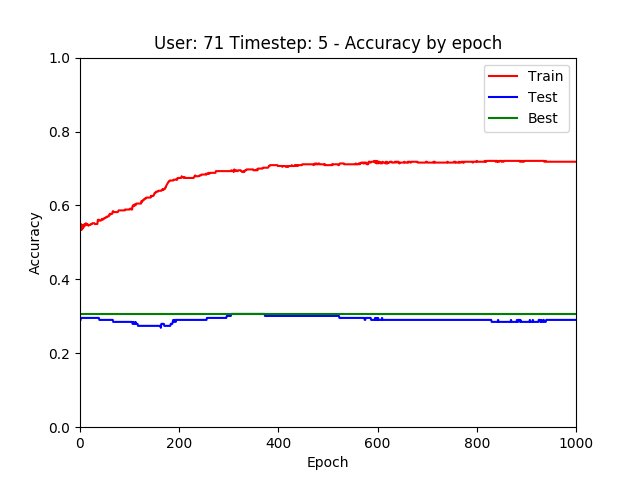 User: 71 Timestep: 5 - Accuracy by epoch
1.0
0.8
0.6
0.4
0.2
0.0
Accuracy
Train
Test
Best
0 200 400 600 800 1000
Epoch